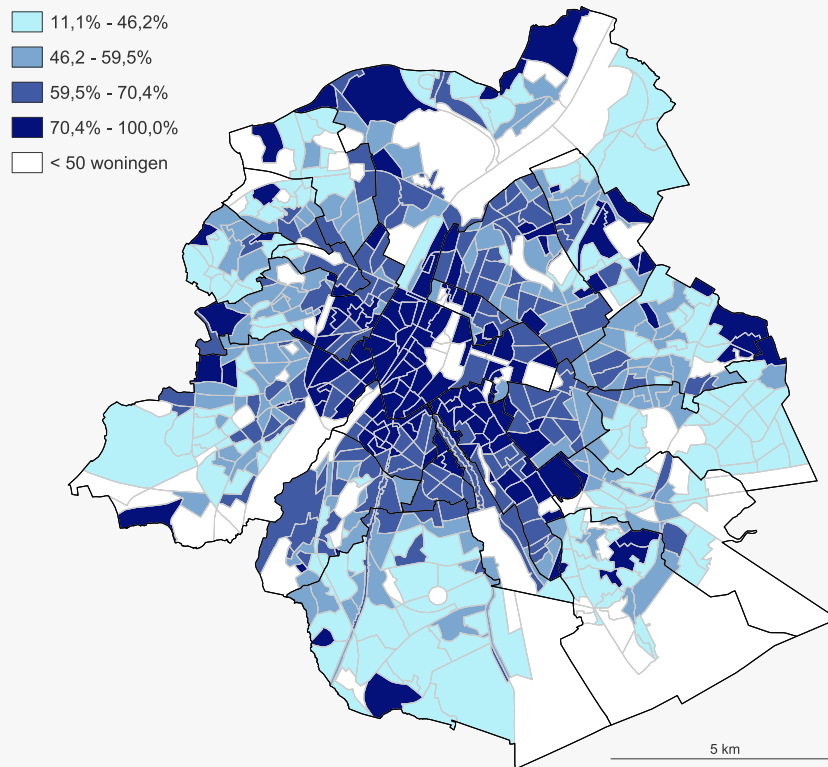 11,1% - 46,2%
46,2 - 59,5%
59,5% - 70,4%
70,4% - 100,0%
< 50 woningen
5 km